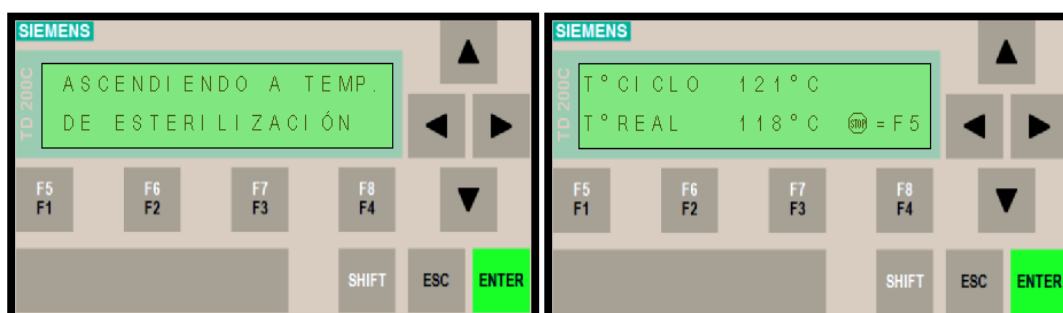 SIEMENS
TD 200C
ASCENDIENDO A TEMP.
DE ESTERILIZACIÓN
F5 F6 F7 F8
F1 F2 F3 F4
SHIFT ESC ENTER
SIEMENS
TD 200C
T°CICLO 121°C
T°REAL 118°C STOP =F5
F5 F6 F7 F8
F1 F2 F3 F4
SHIFT ESC ENTER